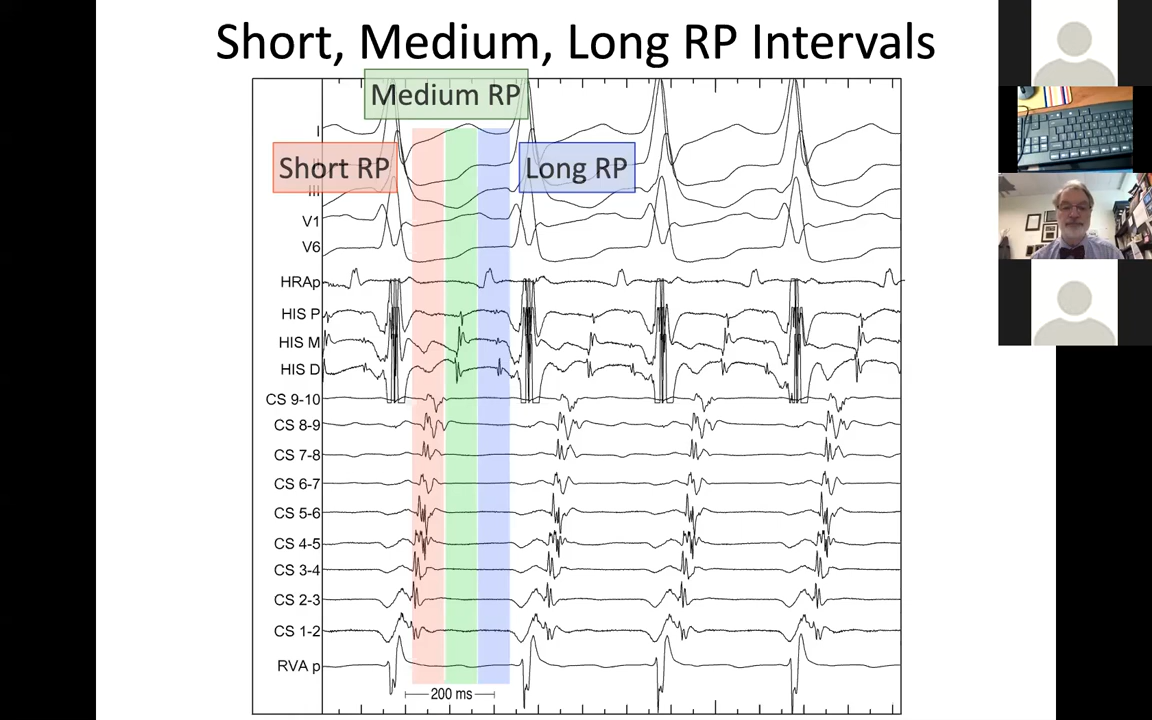 Short, Medium, Long RP Intervals
Medium RP
Short RP
Long RP
I
III
V1
V6
HRAp
HIS P
HIS M
HIS D
CS 9-10
CS 8-9
CS 7-8
CS 6-7
CS 5-6
CS 4-5
CS 3-4
CS 2-3
CS 1-2
RVA p
200 ms